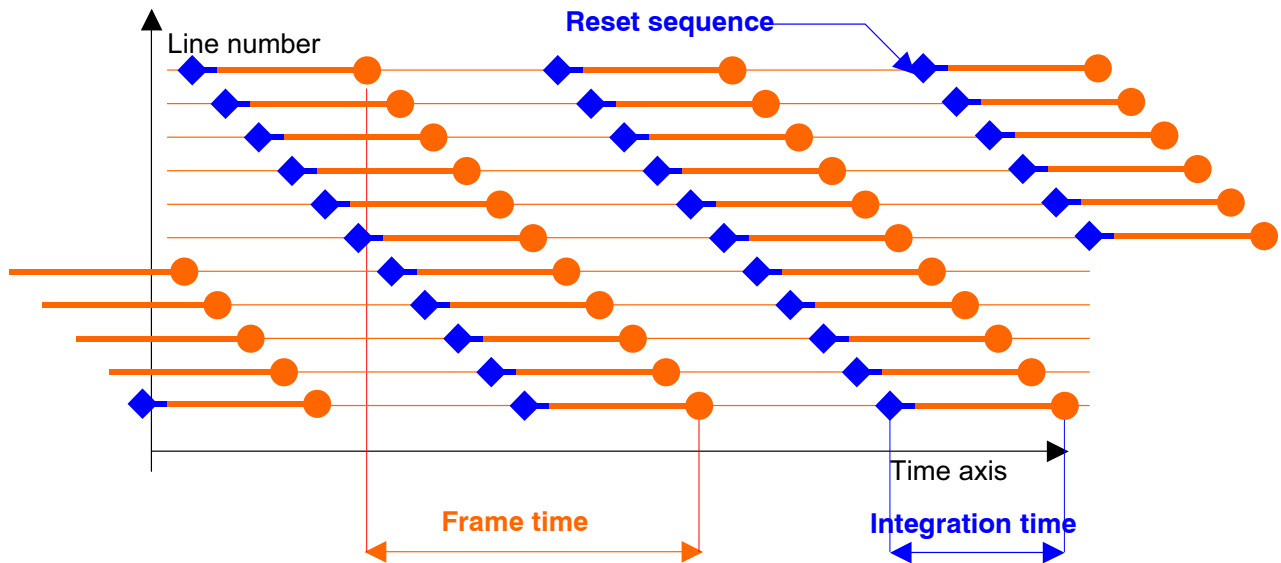 Reset sequence
Line number
Time axis
Frame time
Integration time